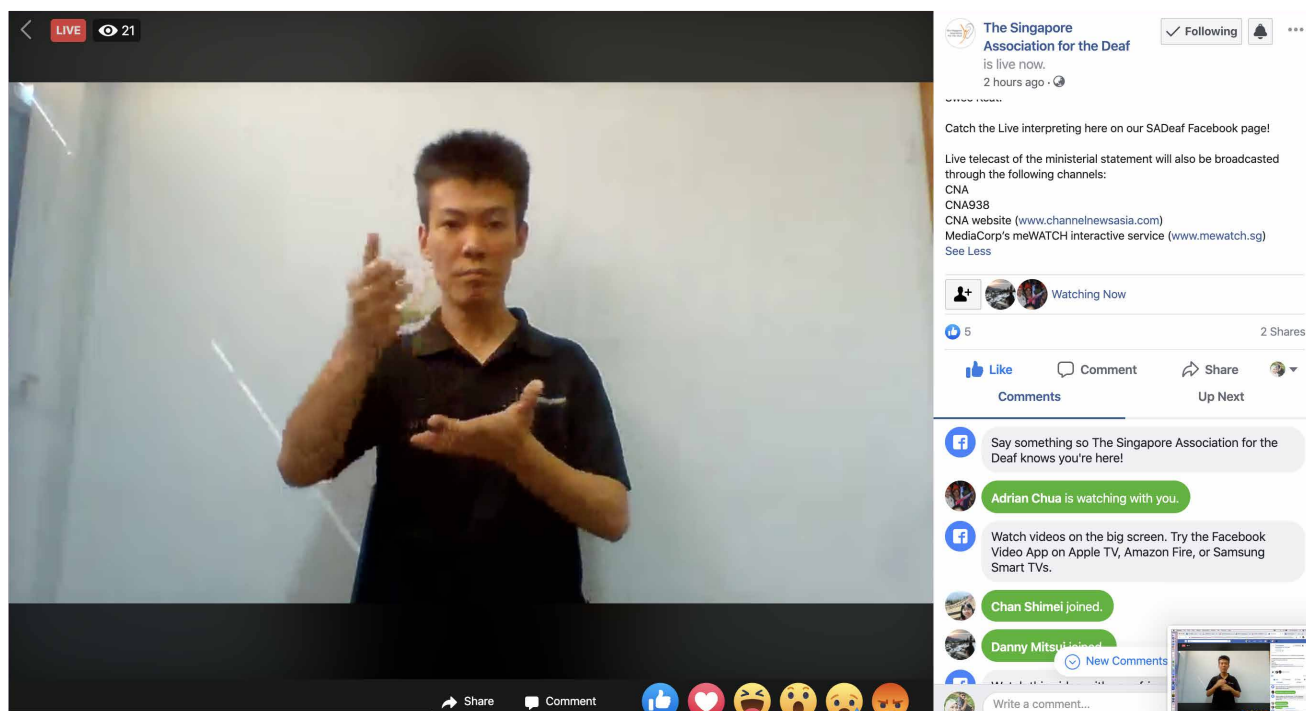 LIVE
21
The Singapore
Association for the Deaf
is live now.
2 hours ago
Following
Catch the Live interpreting here on our SADeaf Facebook page!
Live telecast of the ministerial statement will also be broadcasted
through the following channels:
CNA
CNA938
CNA website (www.channelnewsasia.com)
MediaCorp's meWATCH interactive service (www.mewatch.sg)
See Less
Watching Now
5
2 Shares
Like
Comment
Share
Comments
Up Next
Say something so The Singapore Association for the
Deaf knows you're here!
Adrian Chua is watching with you.
Watch videos on the big screen. Try the Facebook
Video App on Apple TV, Amazon Fire, or Samsung
Smart TVs.
Chan Shimei joined.
Danny Mitsui joined.
New Comments
Write a comment...
Share
Comment